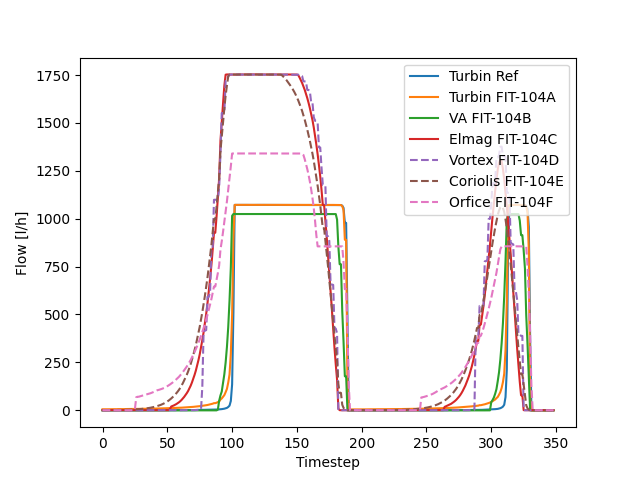 1750
1500
1250
1000
750
500
250
0
Flow [l/h]
0 50 100 150 200 250 300 350
Timestep
Turbin Ref
Turbin FIT-104A
VA FIT-104B
Elmag FIT-104C
Vortex FIT-104D
Coriolis FIT-104E
Orfice FIT-104F